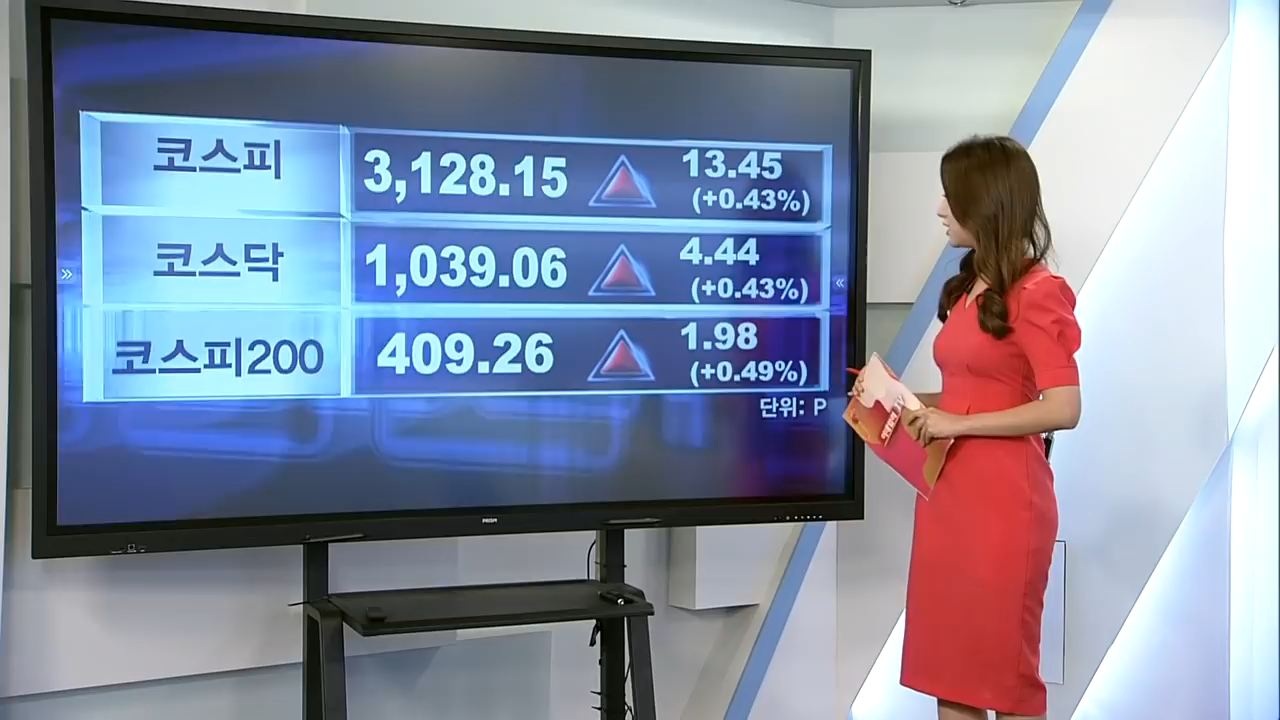 코스피 3,128.15 13.45
(+0.43%)
코스닥 1,039.06 4.44
(+0.43%)
코스피200 409.26 1.98
(+0.49%)
단위: P
PRISM